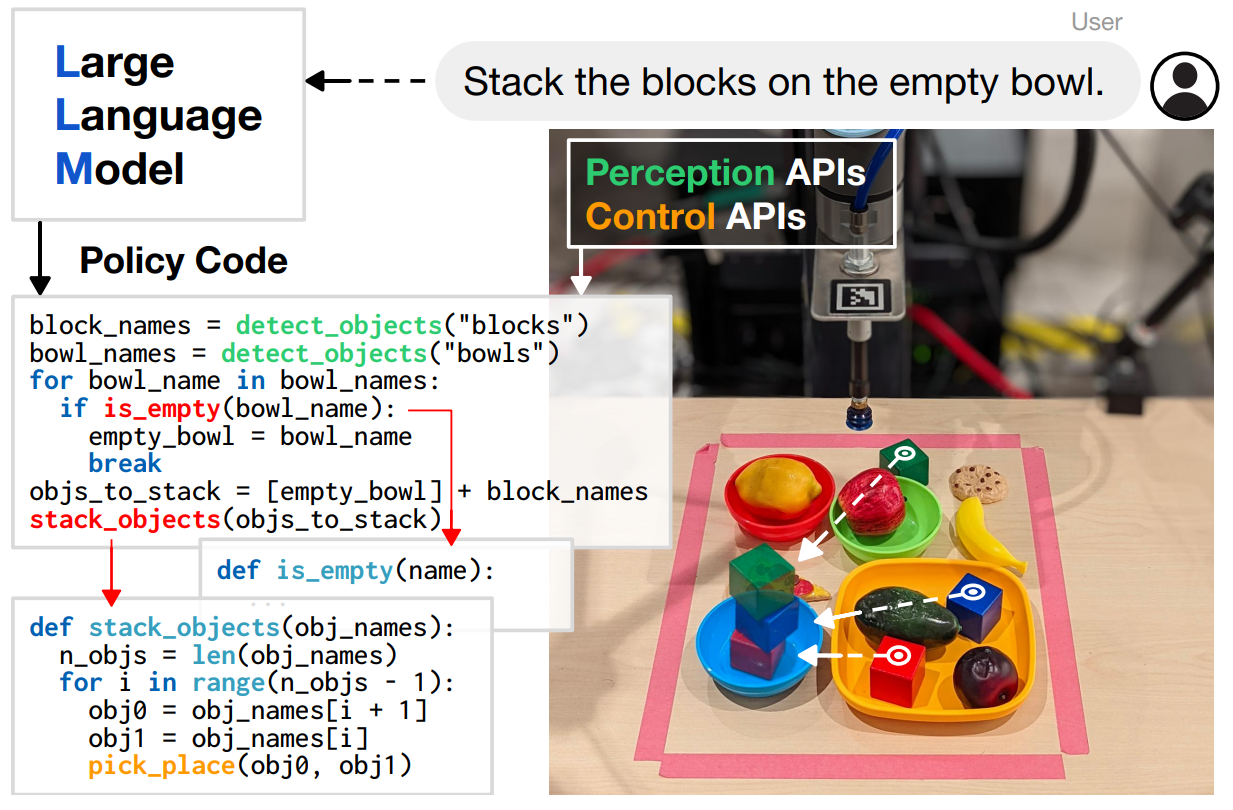 User
Stack the blocks on the empty bowl.
Large
Language
Model
Perception APIs
Control APIs
Policy Code
block_names = detect_objects("blocks")
bowl_names = detect_objects("bowls")
for bowl_name in bowl_names:
  if is_empty(bowl_name):
    empty_bowl = bowl_name
    break
objs_to_stack = [empty_bowl] + block_names
stack_objects(objs_to_stack)
def is_empty(name):
...
def stack_objects(obj_names):
  n_objs = len(obj_names)
  for i in range(n_objs - 1):
    obj0 = obj_names[i + 1]
    obj1 = obj_names[i]
    pick_place(obj0, obj1)